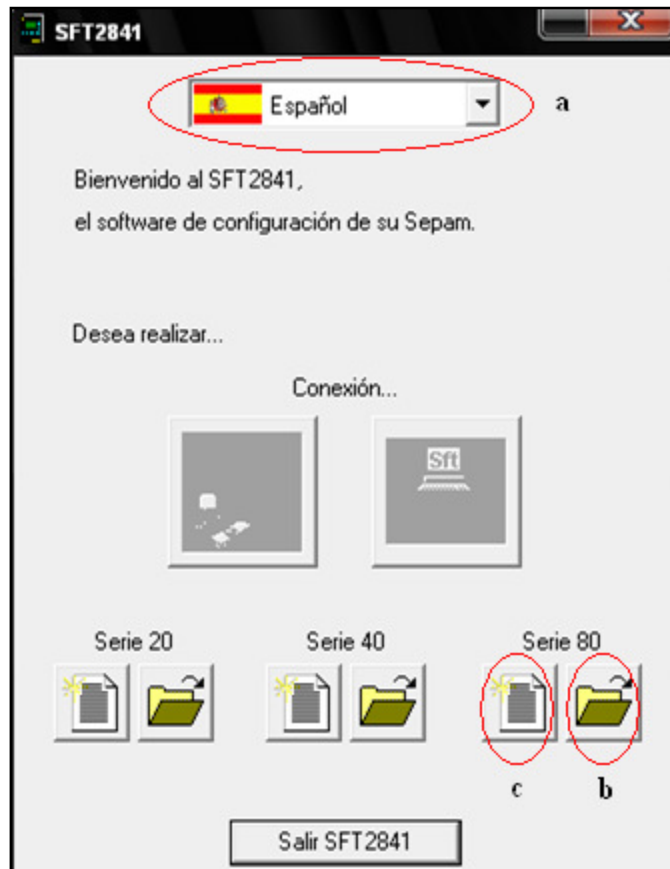 SFT2841
Español
a
Bienvenido al SFT2841,
el software de configuración de su Sepam.
Desea realizar...
Conexión...
Sft
Serie 20
Serie 40
Serie 80
c
b
Salir SFT2841